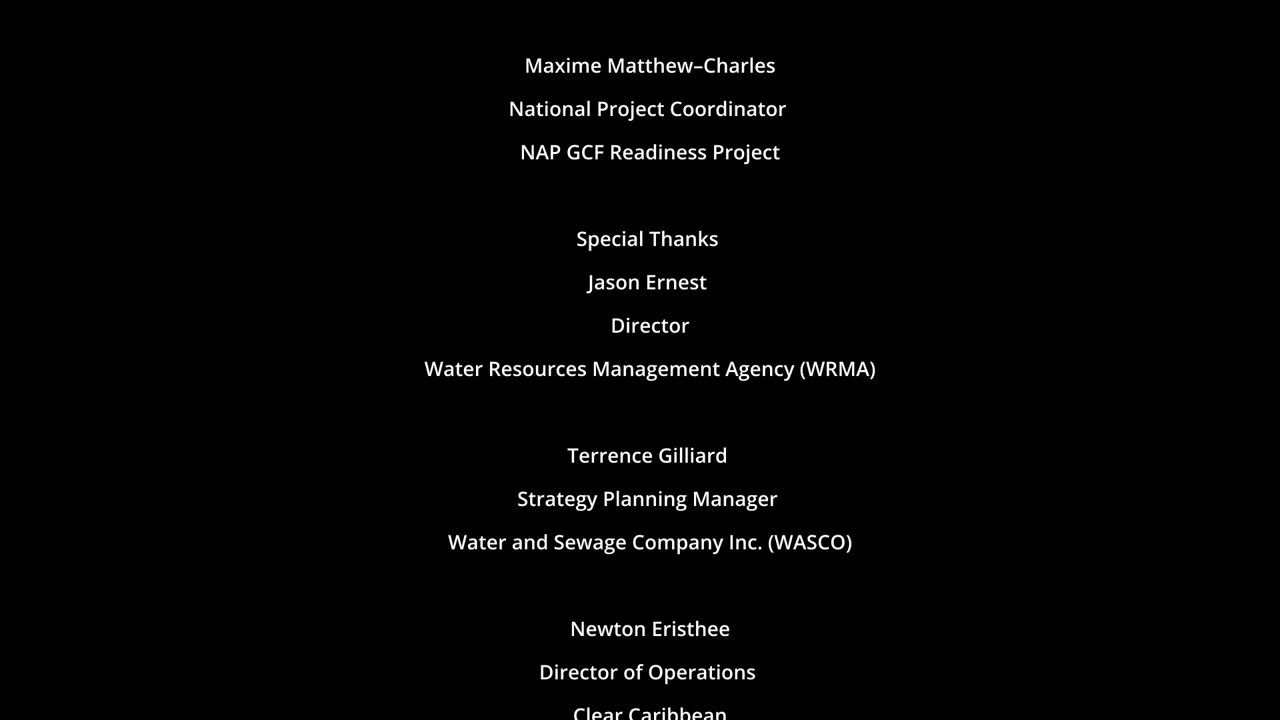 Maxime Matthew–Charles
National Project Coordinator
NAP GCF Readiness Project
Special Thanks
Jason Ernest
Director
Water Resources Management Agency (WRMA)
Terrence Gilliard
Strategy Planning Manager
Water and Sewage Company Inc. (WASCO)
Newton Eristhee
Director of Operations
Clear Caribbean